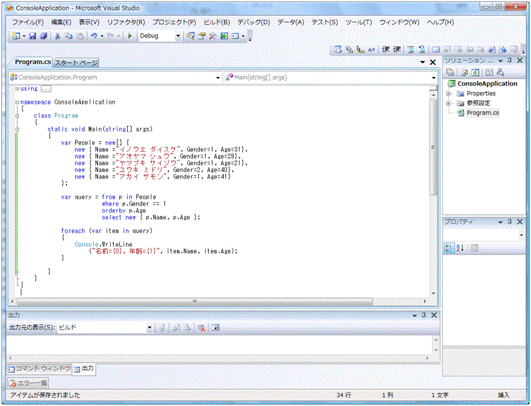 ConsoleApplication - Microsoft Visual Studio
ファイル(F) 編集(E) 表示(V) リファクタ(R) プロジェクト(P) ビルド(B) デバッグ(D) データ(A) テスト(S) ツール(T) ウィンドウ(W) ヘルプ(H)
Debug
Program.cs スタート ページ
ConsoleApplication.Program Main(string[] args)
using ...
namespace ConsoleApplication
{
class Program
{
static void Main(string[] args)
{
var People = new[] {
new { Name ="イノウエ ダイスケ", Gender=1, Age=31},
new { Name ="アオヤマ シュウ", Gender=1, Age=29},
new { Name ="ヤマブキ サイゾウ", Gender=1, Age=21},
new { Name ="ユウキ ミドリ", Gender=2, Age=40},
new { Name ="アカイ サモン", Gender=1, Age=41}
};
var query = from p in People
where p.Gender == 1
orderby p.Age
select new { p.Name, p.Age };
foreach (var item in query)
{
Console.WriteLine
("名前={0}, 年齢={1}", item.Name, item.Age);
}
}
}
}
ソリューション ...
ConsoleApplication
Properties
参照設定
Program.cs
プロパティ
出力
出力元の表示(S): ビルド
コマンド ウィンドウ 出力
エラー一覧
アイテムが保存されました 34 行 1 列 1 文字 挿入